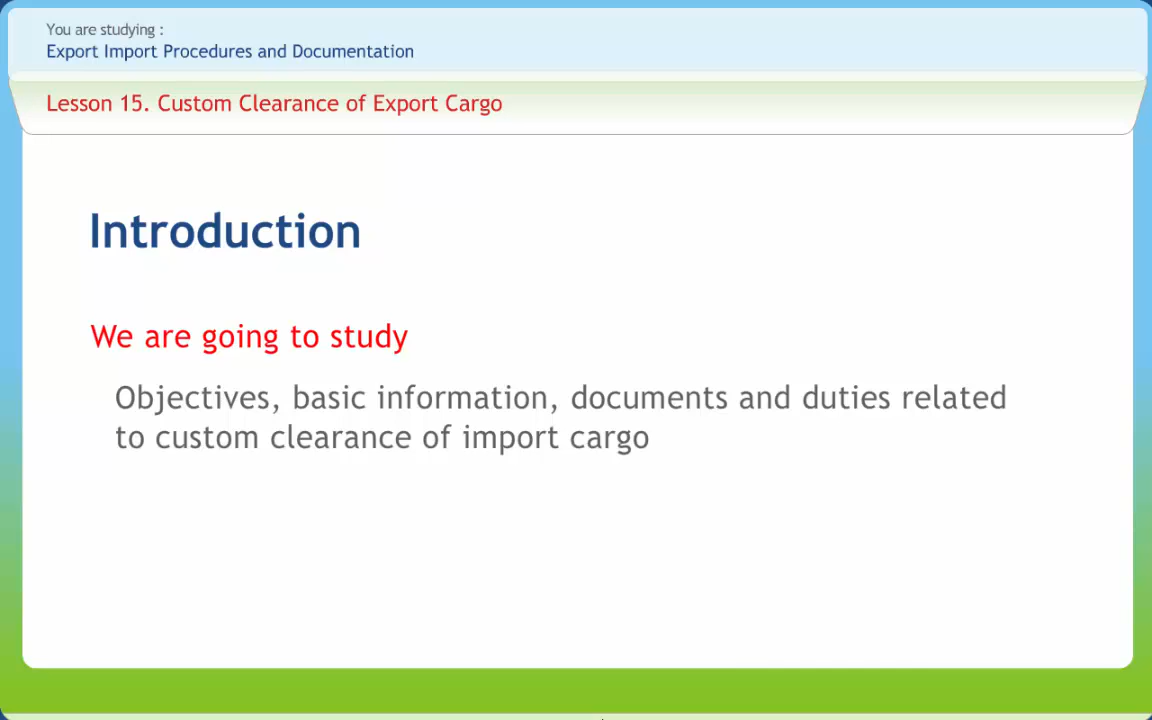 You are studying :
Export Import Procedures and Documentation
Lesson 15. Custom Clearance of Export Cargo
Introduction
We are going to study
Objectives, basic information, documents and duties related
to custom clearance of import cargo